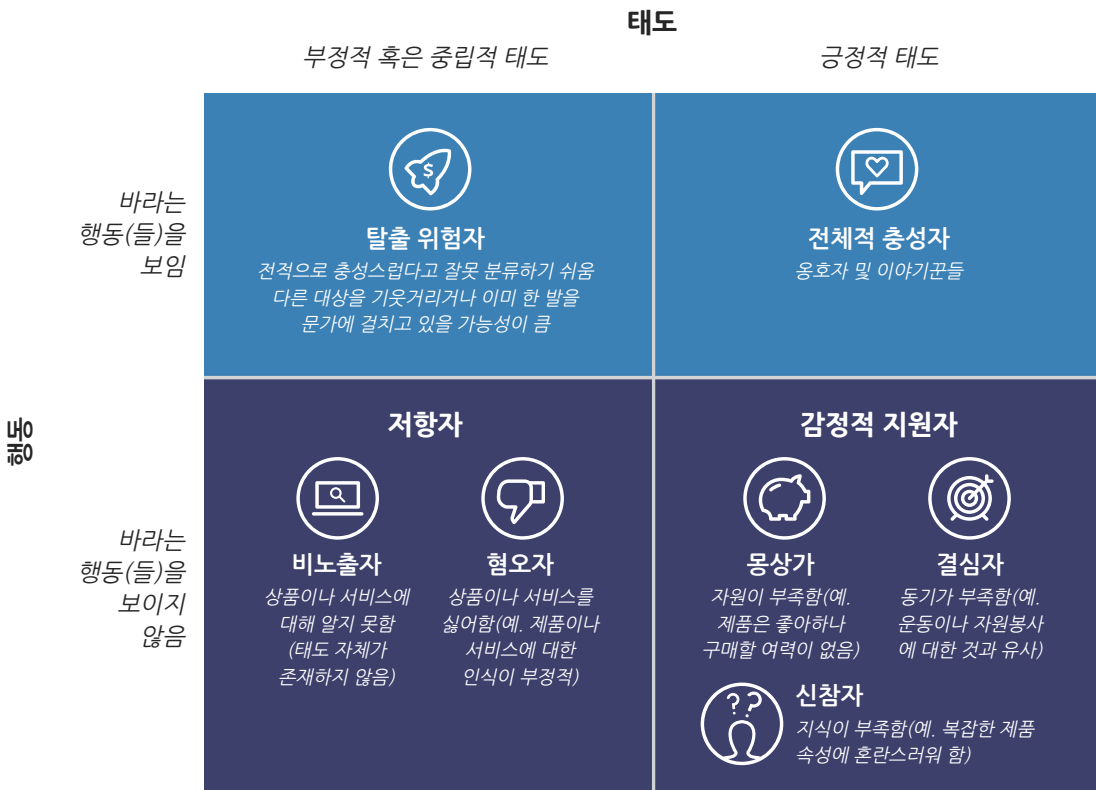 태도
부정적 혹은 중립적 태도
긍정적 태도
바라는
행동(들)을
보임
탈출 위험자
전적으로 충성스럽다고 잘못 분류하기 쉬움
다른 대상을 기웃거리거나 이미 한 발을
문가에 걸치고 있을 가능성이 큼
전체적 충성자
옹호자 및 이야기꾼들
행동
바라는
행동(들)을
보이지
않음
저항자
비노출자
상품이나 서비스에
대해 알지 못함
(태도 자체가
존재하지 않음)
혐오자
상품이나 서비스를
싫어함(예. 제품이나
서비스에 대한
인식이 부정적)
감정적 지원자
몽상가
자원이 부족함(예.
제품은 좋아하나
구매할 여력이 없음)
결심자
동기가 부족함(예.
운동이나 자원봉사
에 대한 것과 유사)
신참자
지식이 부족함(예. 복잡한 제품
속성에 혼란스러워 함)